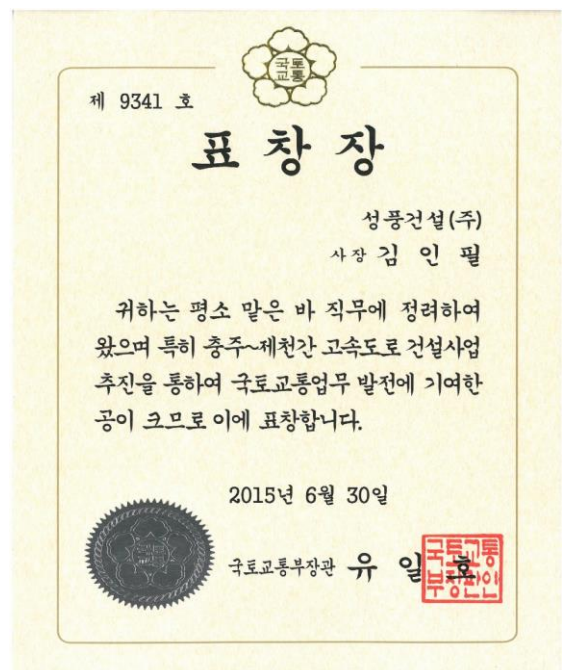 국토
교통
제 9341 호
표 창 장
성풍건설(주)
사장 김 인 필
귀하는 평소 맡은 바 직무에 정려하여
왔으며 특히 충주~제천간 고속도로 건설사업
추진을 통하여 국토교통업무 발전에 기여한
공이 크므로 이에 표창합니다.
2015년 6월 30일
국토교통부장관 유 일 호
국토교통
부장관인